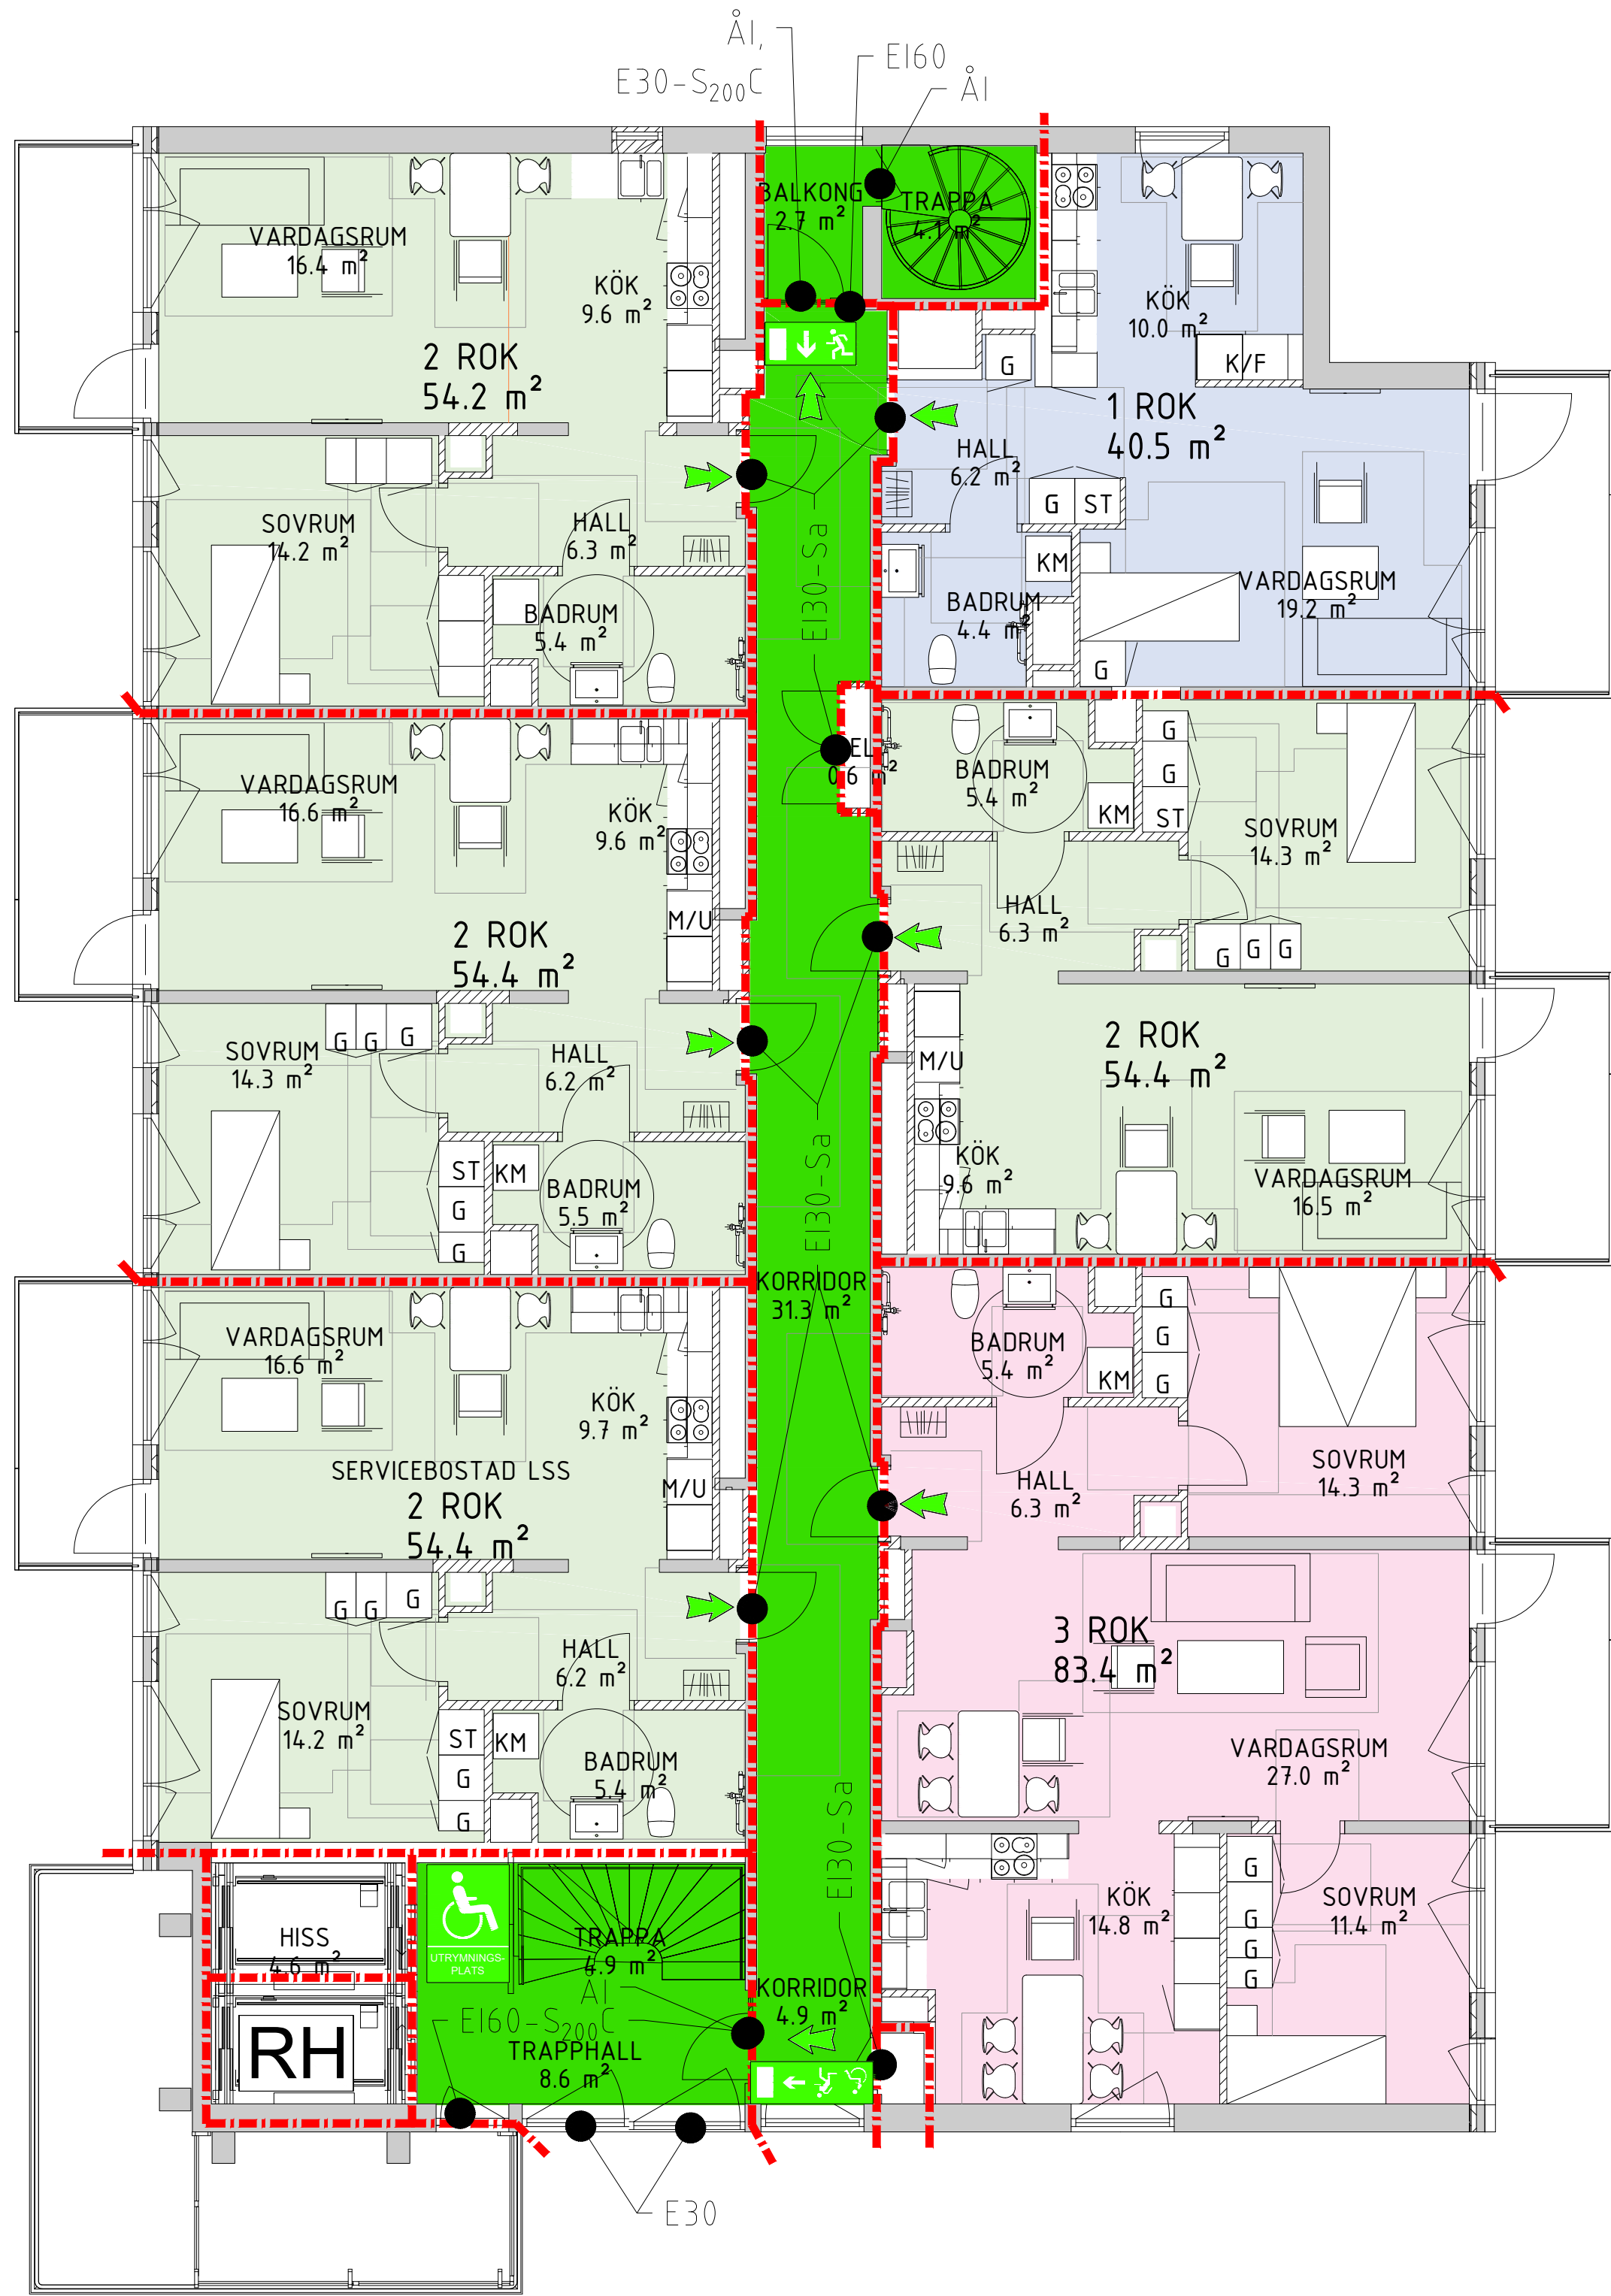 ÅI,
E30-S₂₀₀C
EI60
ÅI
BALKONG
2.7 m²
TRAPPA
4.1 m²
VARDAGSRUM
16.4 m²
KÖK
9.6 m²
2 ROK
54.2 m²
KÖK
10.0 m²
K/F
G
1 ROK
40.5 m²
HALL
6.2 m²
G
ST
SOVRUM
14.2 m²
HALL
6.3 m²
EI30-Sa
KM
BADRUM
5.4 m²
BADRUM
4.4 m²
VARDAGSRUM
19.2 m²
G
VARDAGSRUM
16.6 m²
KÖK
9.6 m²
M/U
2 ROK
54.4 m²
EL
0.6 m²
BADRUM
5.4 m²
KM
G
G
ST
SOVRUM
14.3 m²
HALL
6.3 m²
G
G
G
SOVRUM
14.3 m²
G
G
G
HALL
6.2 m²
2 ROK
54.4 m²
M/U
KÖK
9.6 m²
VARDAGSRUM
16.5 m²
ST
KM
G
G
BADRUM
5.5 m²
EI30-Sa
KORRIDOR
31.3 m²
VARDAGSRUM
16.6 m²
KÖK
9.7 m²
SERVICEBOSTAD LSS
2 ROK
54.4 m²
M/U
BADRUM
5.4 m²
KM
G
G
G
SOVRUM
14.3 m²
HALL
6.3 m²
G
G
G
HALL
6.2 m²
SOVRUM
14.2 m²
ST
KM
G
G
BADRUM
5.4 m²
3 ROK
83.4 m²
VARDAGSRUM
27.0 m²
EI30-Sa
KÖK
14.8 m²
G
G
G
G
SOVRUM
11.4 m²
HISS
4.6 m²
RH
UTRYMNINGS-
PLATS
TRAPPA
4.9 m²
ÅI
EI60-S₂₀₀C
TRAPPHALL
8.6 m²
KORRIDOR
4.9 m²
E30